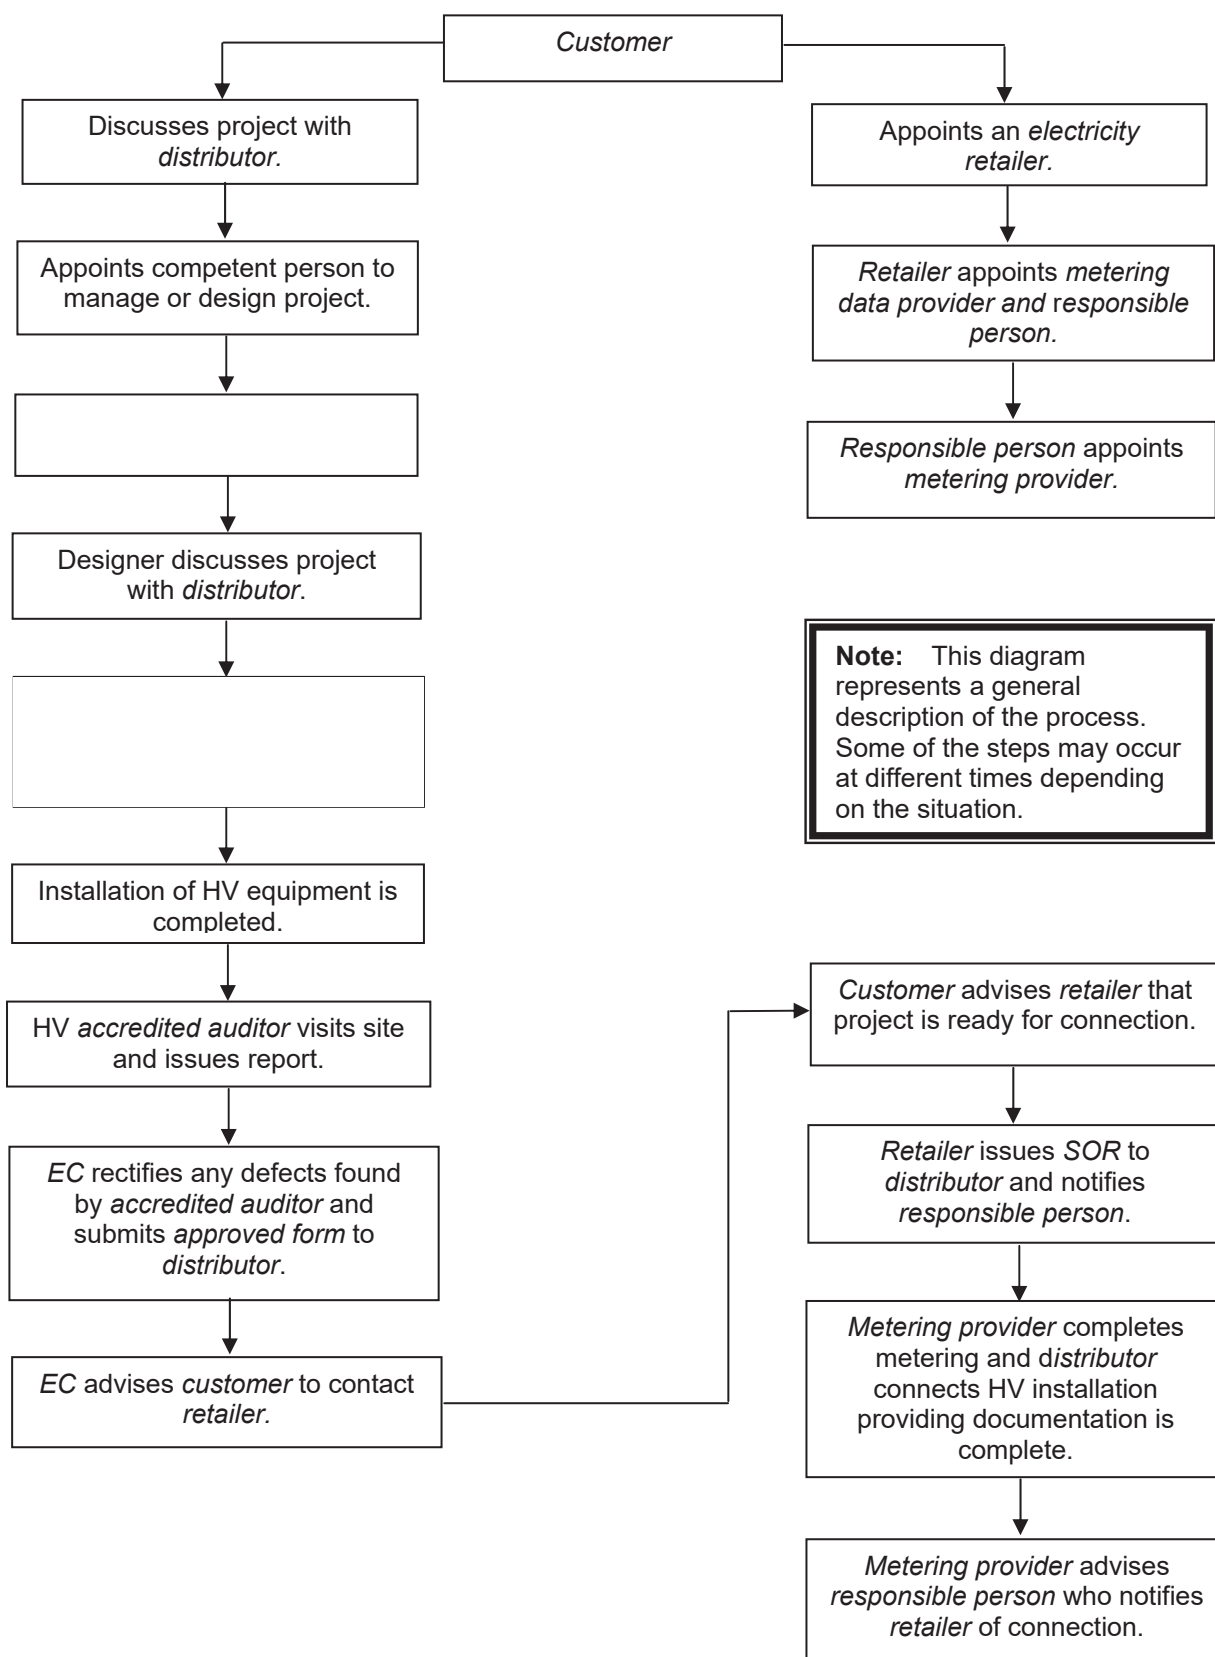 Customer
Discusses project with
distributor.
Appoints competent person to
manage or design project.
Designer discusses project
with distributor.
Installation of HV equipment is
completed.
HV accredited auditor visits site
and issues report.
EC rectifies any defects found
by accredited auditor and
submits approved form to
distributor.
EC advises customer to contact
retailer.
Appoints an electricity
retailer.
Retailer appoints metering
data provider and responsible
person.
Responsible person appoints
metering provider.
Note: This diagram
represents a general
description of the process.
Some of the steps may occur
at different times depending
on the situation.
Customer advises retailer that
project is ready for connection.
Retailer issues SOR to
distributor and notifies
responsible person.
Metering provider completes
metering and distributor
connects HV installation
providing documentation is
complete.
Metering provider advises
responsible person who notifies
retailer of connection.